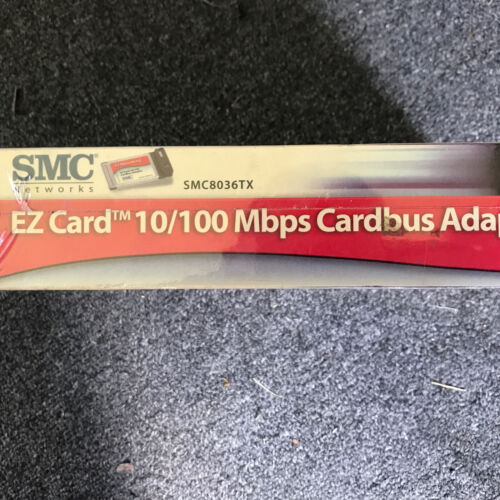 SMC®
Networks
SMC8036TX
EZ Card™ 10/100 Mbps Cardbus Adap